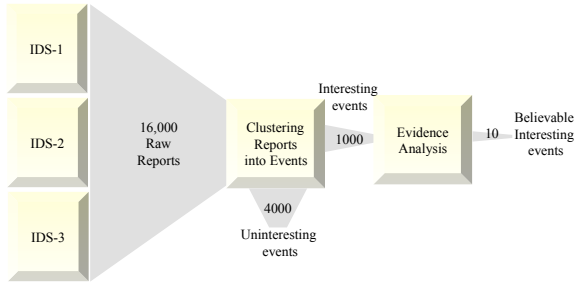 IDS-1
IDS-2
IDS-3
16,000
Raw
Reports
Clustering
Reports
into Events
4000
Uninteresting
events
Interesting
events
1000
Evidence
Analysis
10
Believable
Interesting
events